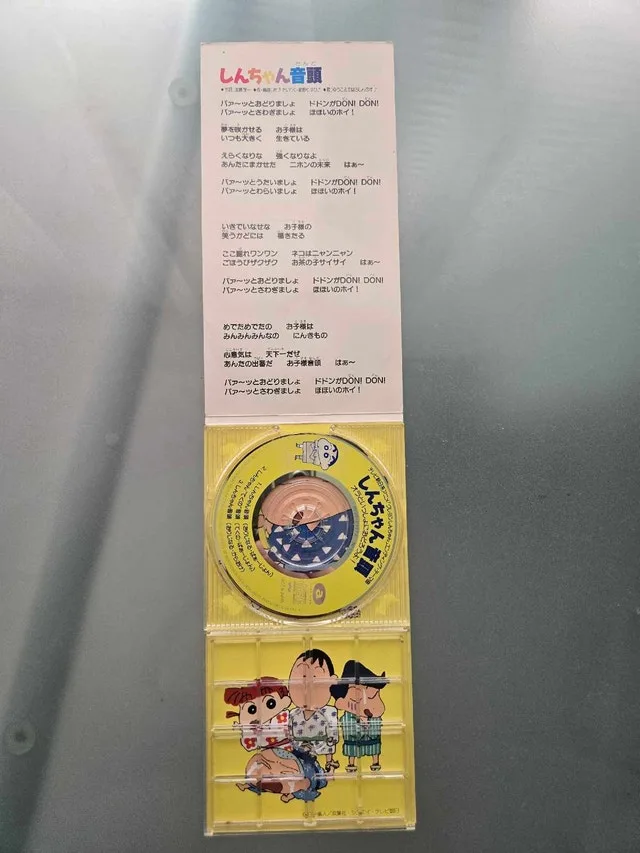 しんちゃん音頭
パァ〜ッとおどりましょ ドドンがDON! DON!
パァ〜ッとさわぎましょ ほほいのホイ!
夢を咲かせる お子様は
いつも大きく 生きている
えらくなりな 強くなりなよ
あんたにまかせた ニホンの未来 はぁ〜
パァ〜ッとうたいましょ ドドンがDON! DON!
パァ〜ッとわらいましょ ほほいのホイ!
いきでいなせな お子様の
笑うかどには 福きたる
ここ掘れワンワン ネコはニャンニャン
ごほうびザクザク お茶の子サイサイ はぁ〜
パァ〜ッとおどりましょ ドドンがDON! DON!
パァ〜ッとさわぎましょ ほほいのホイ!
めでためでたの お子様は
みんみんみんなの にんきもの
心意気は 天下一だぜ
あんたの出番だ お子様音頭 はぁ〜
パァ〜ッとおどりましょ ドドンがDON! DON!
パァ〜ッとさわぎましょ ほほいのホイ!
しんちゃん音頭